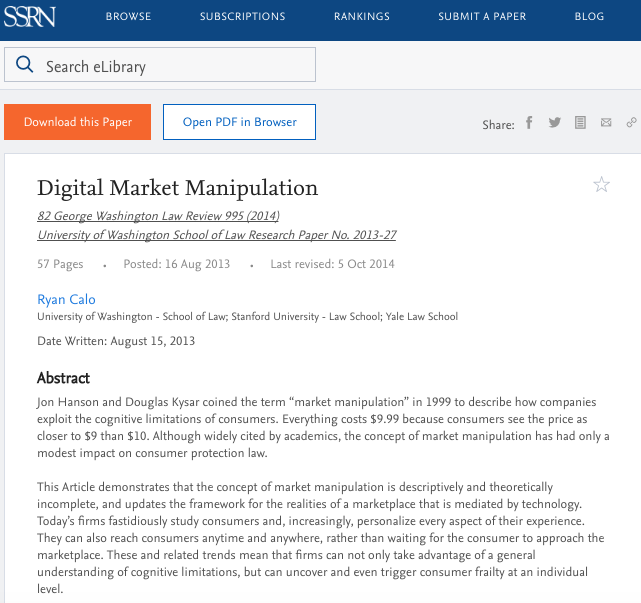 SSRN
BROWSE SUBSCRIPTIONS RANKINGS SUBMIT A PAPER BLOG
Search eLibrary
Download this Paper Open PDF in Browser Share:
Digital Market Manipulation
82 George Washington Law Review 995 (2014)
University of Washington School of Law Research Paper No. 2013-27
57 Pages • Posted: 16 Aug 2013 • Last revised: 5 Oct 2014
Ryan Calo
University of Washington - School of Law; Stanford University - Law School; Yale Law School
Date Written: August 15, 2013
Abstract
Jon Hanson and Douglas Kysar coined the term “market manipulation” in 1999 to describe how companies
exploit the cognitive limitations of consumers. Everything costs $9.99 because consumers see the price as
closer to $9 than $10. Although widely cited by academics, the concept of market manipulation has had only a
modest impact on consumer protection law.
This Article demonstrates that the concept of market manipulation is descriptively and theoretically
incomplete, and updates the framework for the realities of a marketplace that is mediated by technology.
Today’s firms fastidiously study consumers and, increasingly, personalize every aspect of their experience.
They can also reach consumers anytime and anywhere, rather than waiting for the consumer to approach the
marketplace. These and related trends mean that firms can not only take advantage of a general
understanding of cognitive limitations, but can uncover and even trigger consumer frailty at an individual
level.